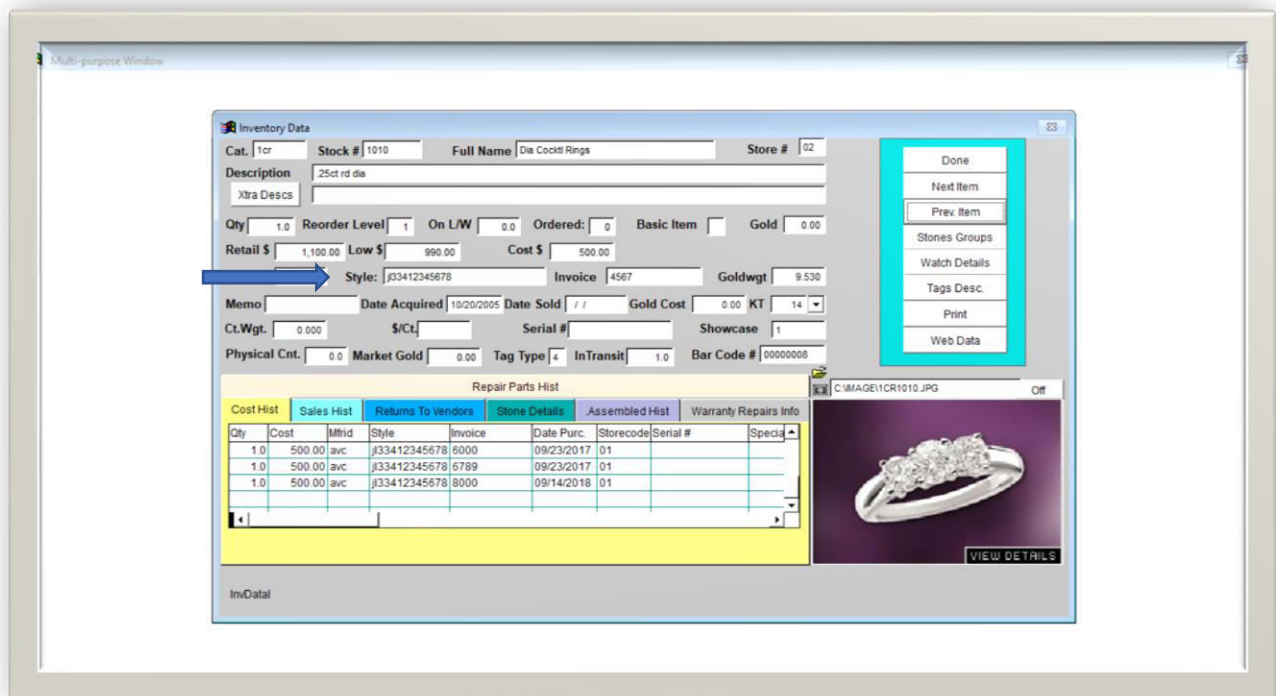 Multi-purpose Window
Inventory Data
Cat. 1cr Stock # 1010 Full Name Dia Cocktl Rings Store # 02
Description .25ct rd dia
Xtra Descs
Qty 1.0 Reorder Level 1 On L/W 0.0 Ordered: 0 Basic Item Gold 0.00
Retail $ 1,100.00 Low $ 990.00 Cost $ 500.00
Style: jl33412345678 Invoice 4567 Goldwgt 9.530
Memo Date Acquired 10/20/2005 Date Sold / / Gold Cost 0.00 KT 14
Ct.Wgt. 0.000 $/Ct. Serial # Showcase 1
Physical Cnt. 0.0 Market Gold 0.00 Tag Type 4 InTransit 1.0 Bar Code # 00000008
Done
Next Item
Prev. Item
Stones Groups
Watch Details
Tags Desc.
Print
Web Data
Repair Parts Hist
Cost Hist Sales Hist Returns To Vendors Stone Details .Assembled Hist Warranty Repairs Info
Qty Cost Mfrid Style Invoice Date Purc. Storecode Serial # Specia
1.0 500.00 avc jl33412345678 6000 09/23/2017 01
1.0 500.00 avc jl33412345678 6789 09/23/2017 01
1.0 500.00 avc jl33412345678 8000 09/14/2018 01
C:\IMAGE\1CR1010.JPG Off
VIEW DETAILS
InvDataI